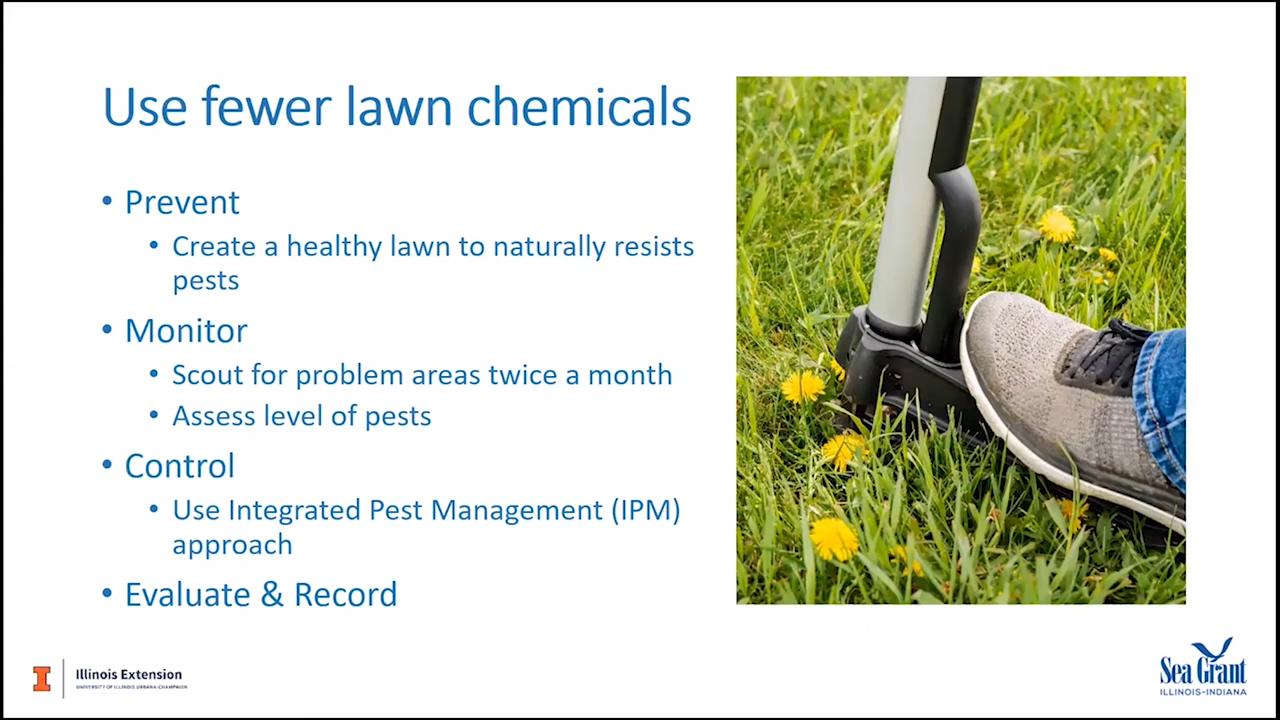 Use fewer lawn chemicals
• Prevent
• Create a healthy lawn to naturally resists
pests
• Monitor
• Scout for problem areas twice a month
• Assess level of pests
• Control
• Use Integrated Pest Management (IPM)
approach
• Evaluate & Record
I
Illinois Extension
UNIVERSITY OF ILLINOIS URBANA-CHAMPAIGN
Sea Grant
ILLINOIS-INDIANA